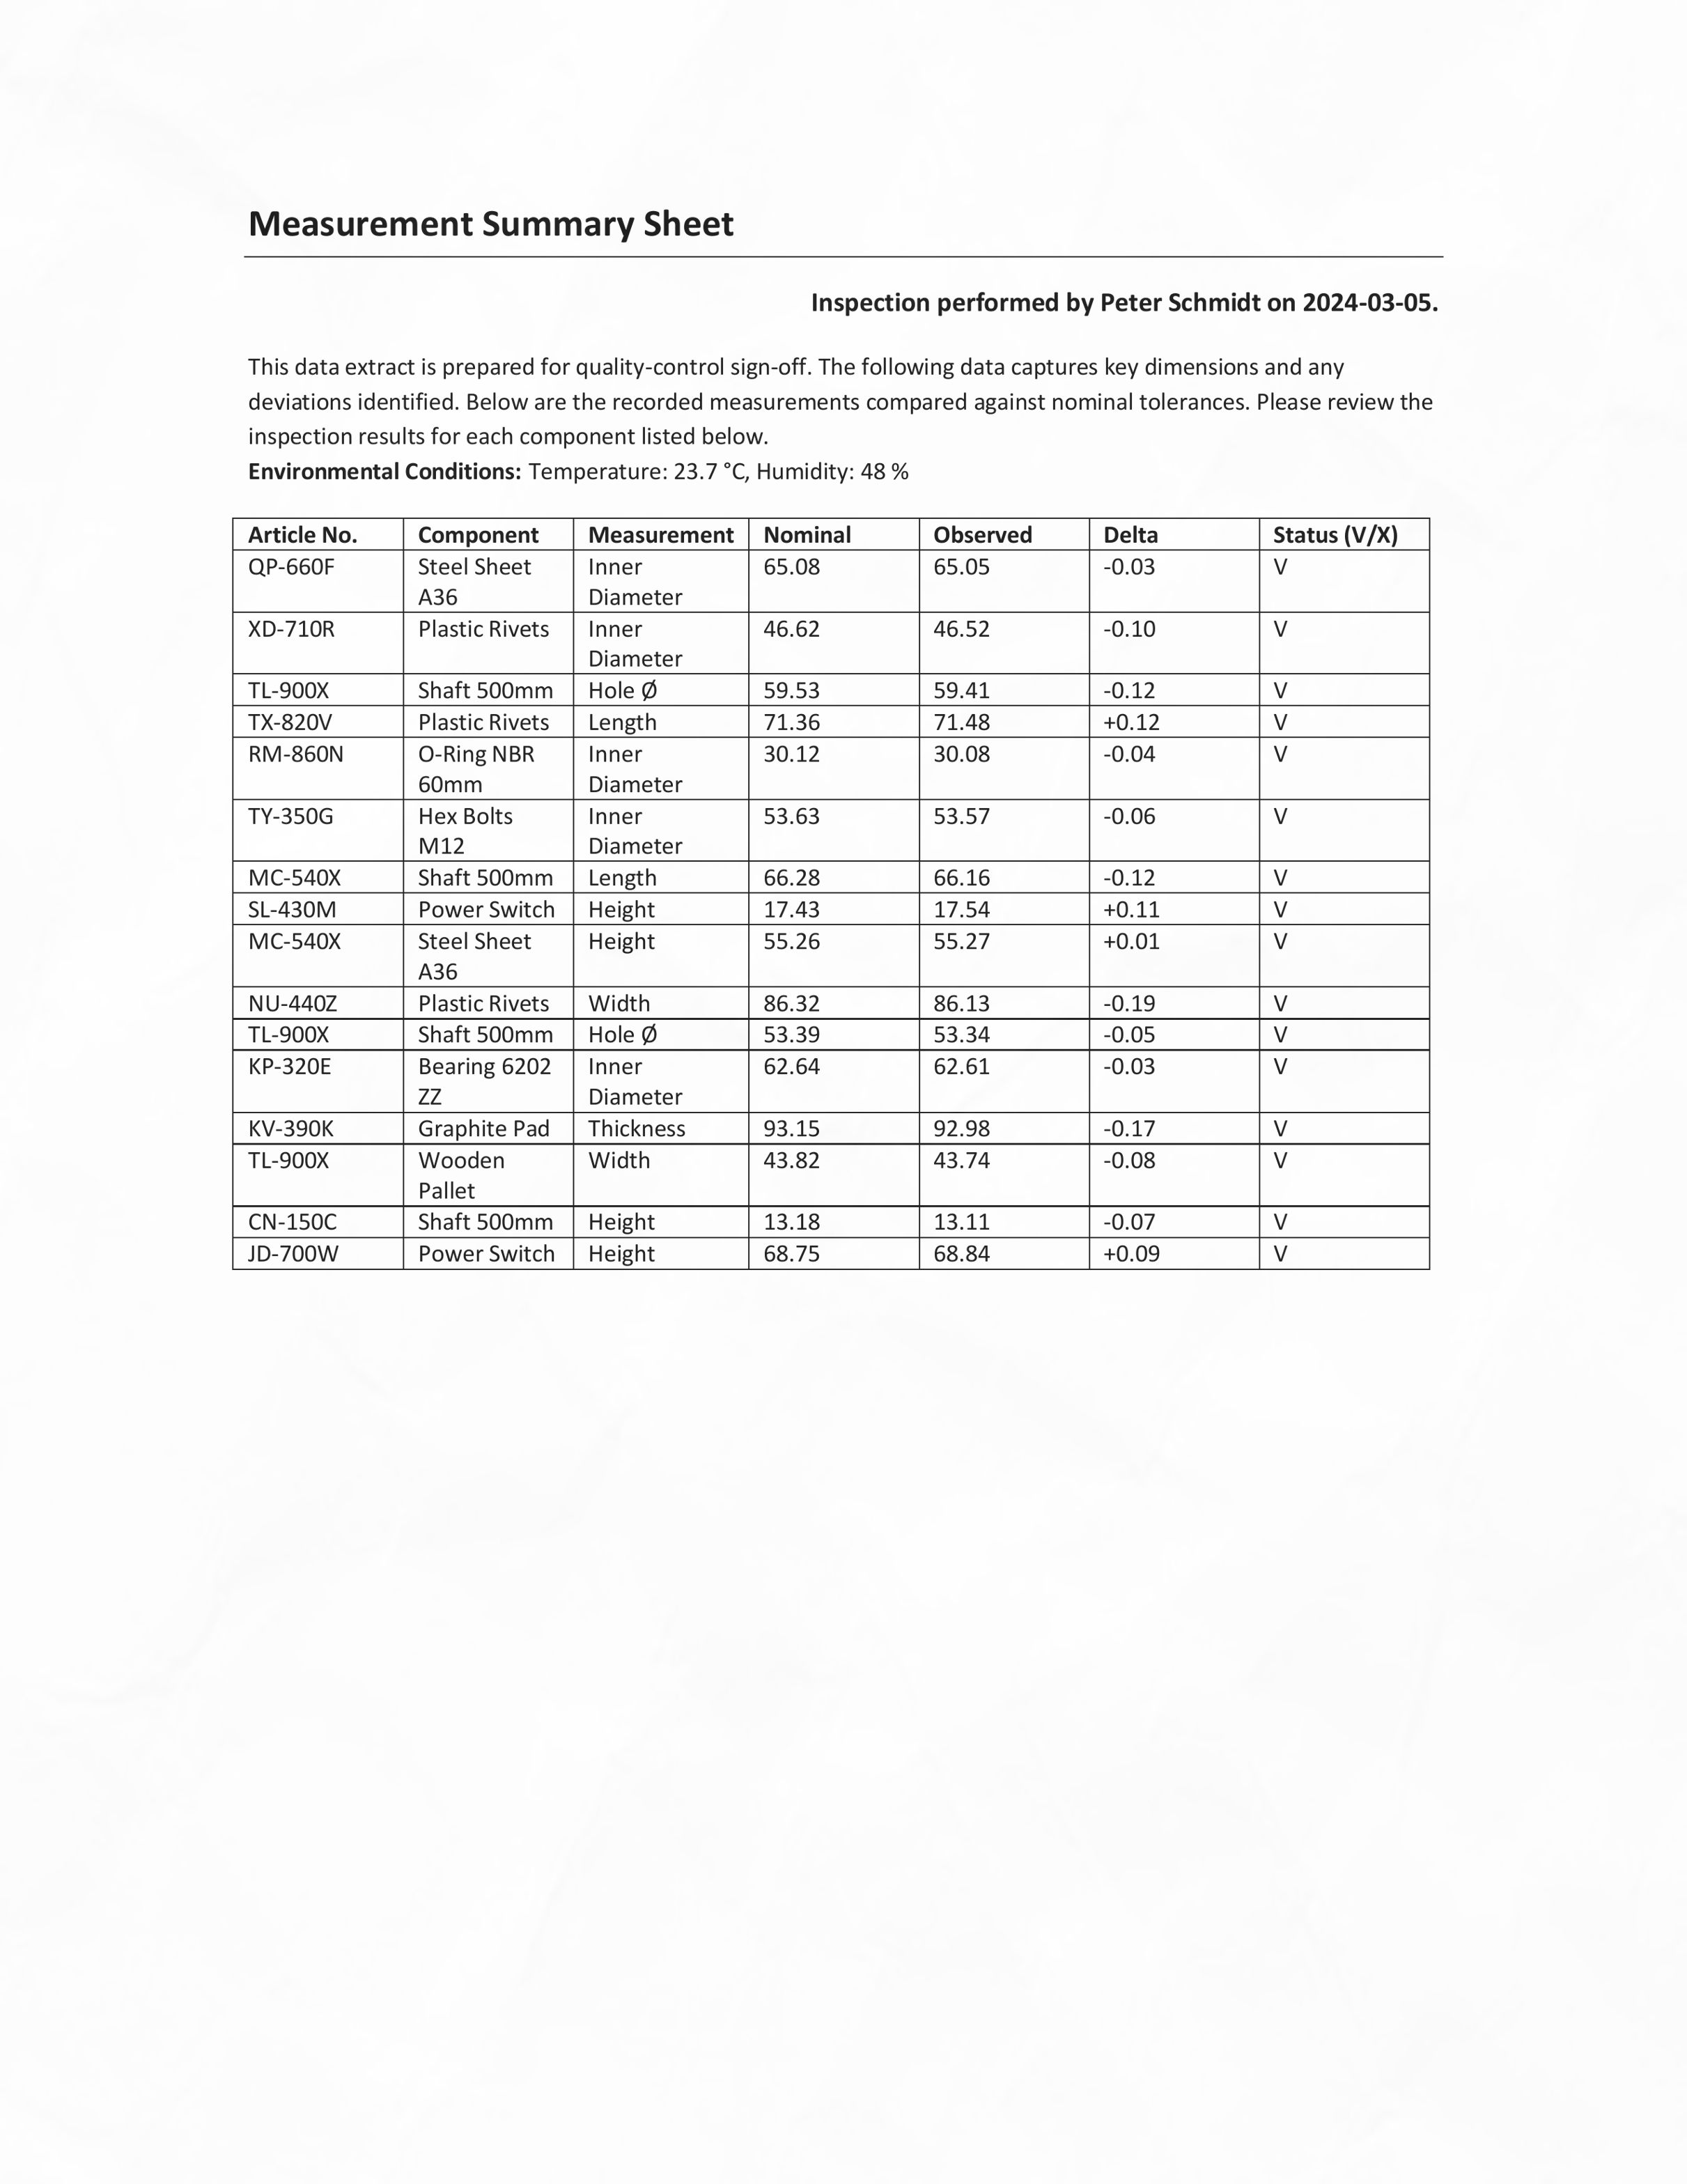 Measurement Summary Sheet
Inspection performed by Peter Schmidt on 2024-03-05.
This data extract is prepared for quality-control sign-off. The following data captures key dimensions and any
deviations identified. Below are the recorded measurements compared against nominal tolerances. Please review the
inspection results for each component listed below.
Environmental Conditions: Temperature: 23.7 °C, Humidity: 48 %
Article No. Component Measurement Nominal Observed Delta Status (V/X)
QP-660F Steel Sheet Inner 65.08 65.05 -0.03 V
A36 Diameter
XD-710R Plastic Rivets Inner 46.62 46.52 -0.10 V
Diameter
TL-900X Shaft 500mm Hole Ø 59.53 59.41 -0.12 V
TX-820V Plastic Rivets Length 71.36 71.48 +0.12 V
RM-860N O-Ring NBR Inner 30.12 30.08 -0.04 V
60mm Diameter
TY-350G Hex Bolts Inner 53.63 53.57 -0.06 V
M12 Diameter
MC-540X Shaft 500mm Length 66.28 66.16 -0.12 V
SL-430M Power Switch Height 17.43 17.54 +0.11 V
MC-540X Steel Sheet Height 55.26 55.27 +0.01 V
A36
NU-440Z Plastic Rivets Width 86.32 86.13 -0.19 V
TL-900X Shaft 500mm Hole Ø 53.39 53.34 -0.05 V
KP-320E Bearing 6202 Inner 62.64 62.61 -0.03 V
ZZ Diameter
KV-390K Graphite Pad Thickness 93.15 92.98 -0.17 V
TL-900X Wooden Width 43.82 43.74 -0.08 V
Pallet
CN-150C Shaft 500mm Height 13.18 13.11 -0.07 V
JD-700W Power Switch Height 68.75 68.84 +0.09 V